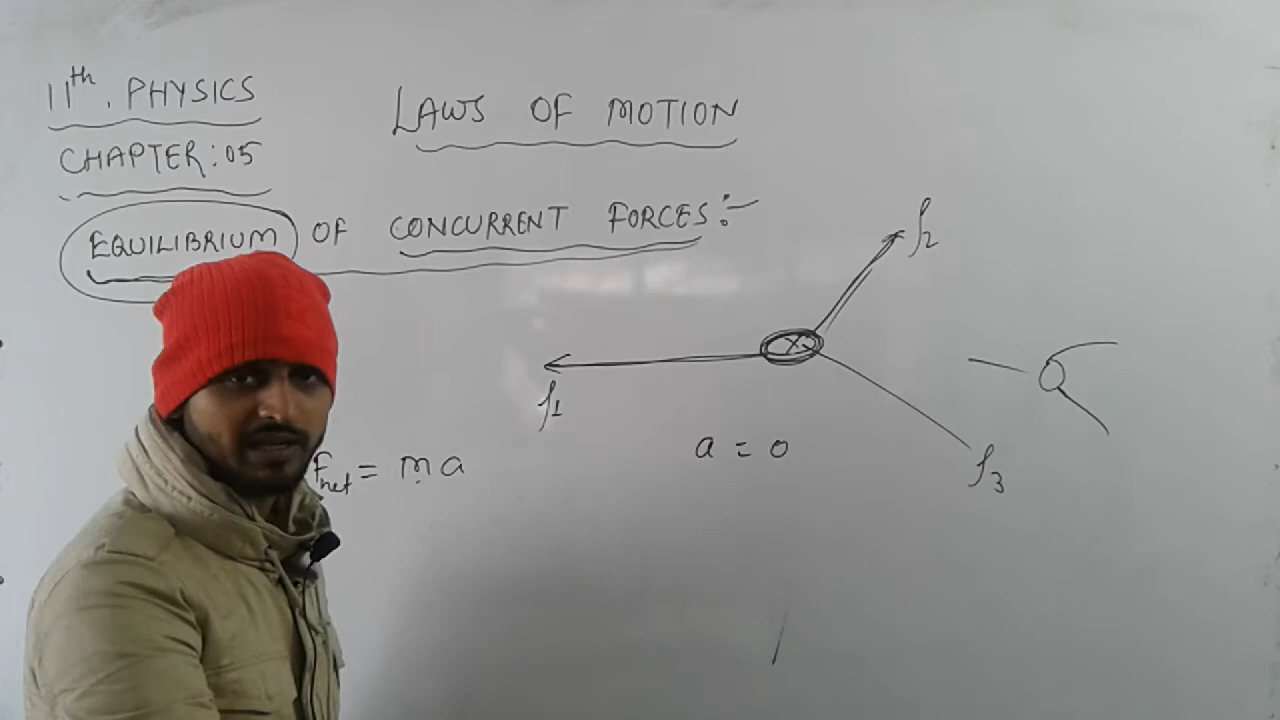 11th. PHYSICS
LAWS OF MOTION
CHAPTER: 05
EQUILIBRIUM OF CONCURRENT FORCES:-
f2
f1
a = 0
Fnet = ma
f3